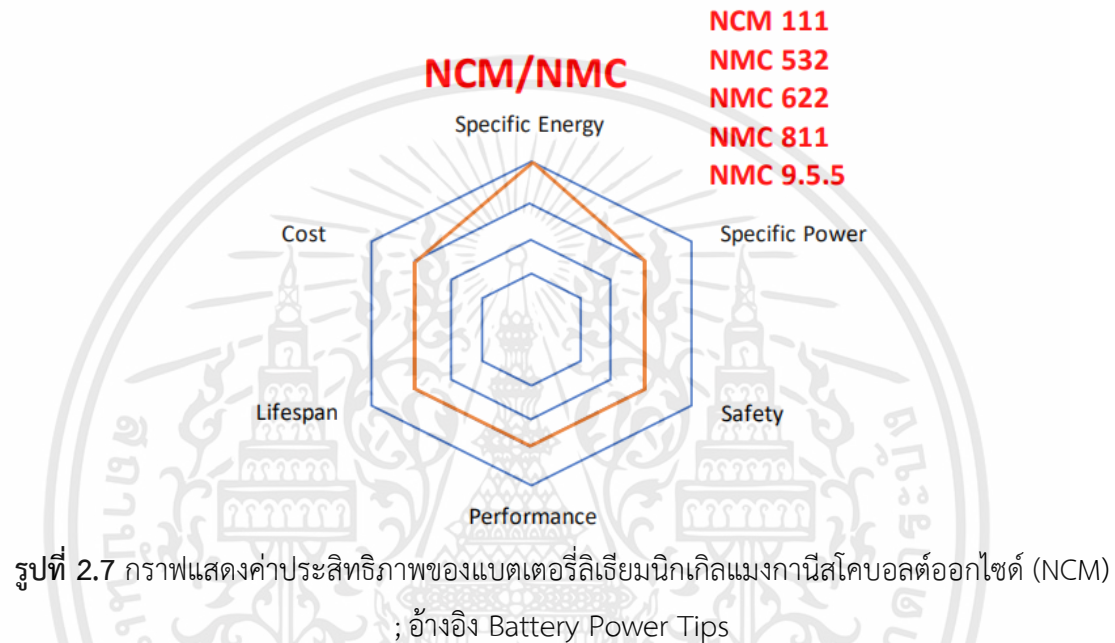 NCM/NMC
NCM 111
NMC 532
NMC 622
NMC 811
NMC 9.5.5
Specific Energy
Cost
Specific Power
Lifespan
Safety
Performance
รูปที่ 2.7 กราฟแสดงค่าประสิทธิภาพของแบตเตอรี่ลิเธียมนิกเกิลแมงกานีสโคบอลต์ออกไซด์ (NCM)
; อ้างอิง Battery Power Tips